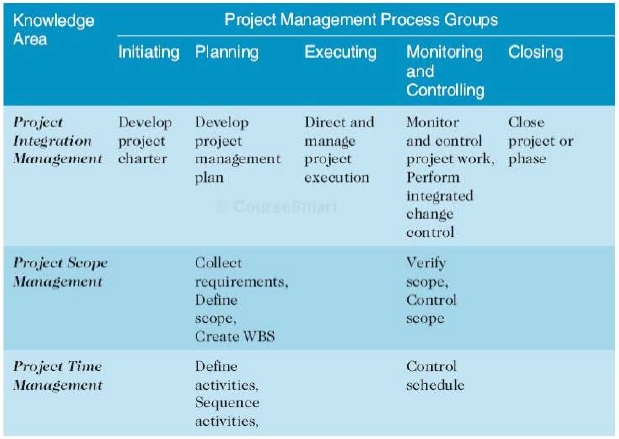 Knowledge Area
Project Management Process Groups
Initiating
Planning
Executing
Monitoring
and
Controlling
Closing
Project
Integration
Management
Develop
project
charter
Develop
project
management
plan
Direct and
manage
project
execution
Monitor
and control
project work,
Perform
integrated
change
control
Close
project or
phase
© CourseSmart
Project Scope
Management
Collect
requirements,
Define
scope,
Create WBS
Verify
scope,
Control
scope
Project Time
Management
Define
activities,
Sequence
activities,
Control
schedule